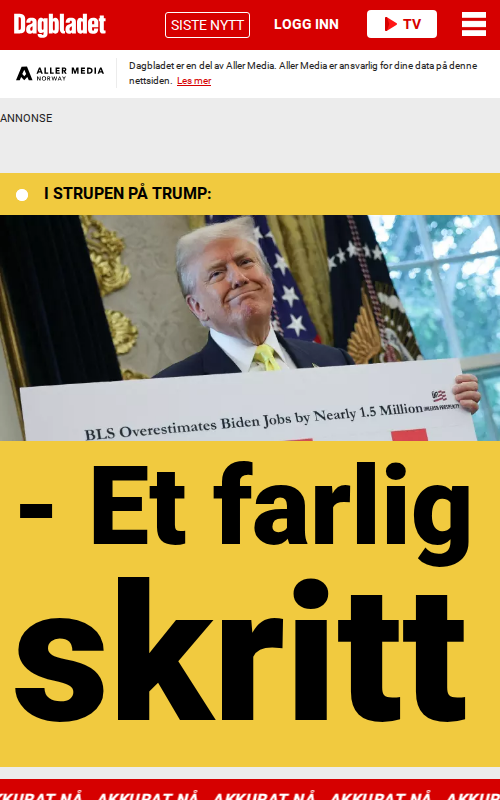 Dagbladet
SISTE NYTT
LOGG INN
TV
ALLER MEDIA
NORWAY
Dagbladet er en del av Aller Media. Aller Media er ansvarlig for dine data på denne
nettsiden. Les mer
ANNONSE
I STRUPEN PÅ TRUMP:
BLS Overestimates Biden Jobs by Nearly 1.5 Million
- Et farlig
skritt
AKKURAT NÅ AKKURAT NÅ AKKURAT NÅ AKKURAT NÅ